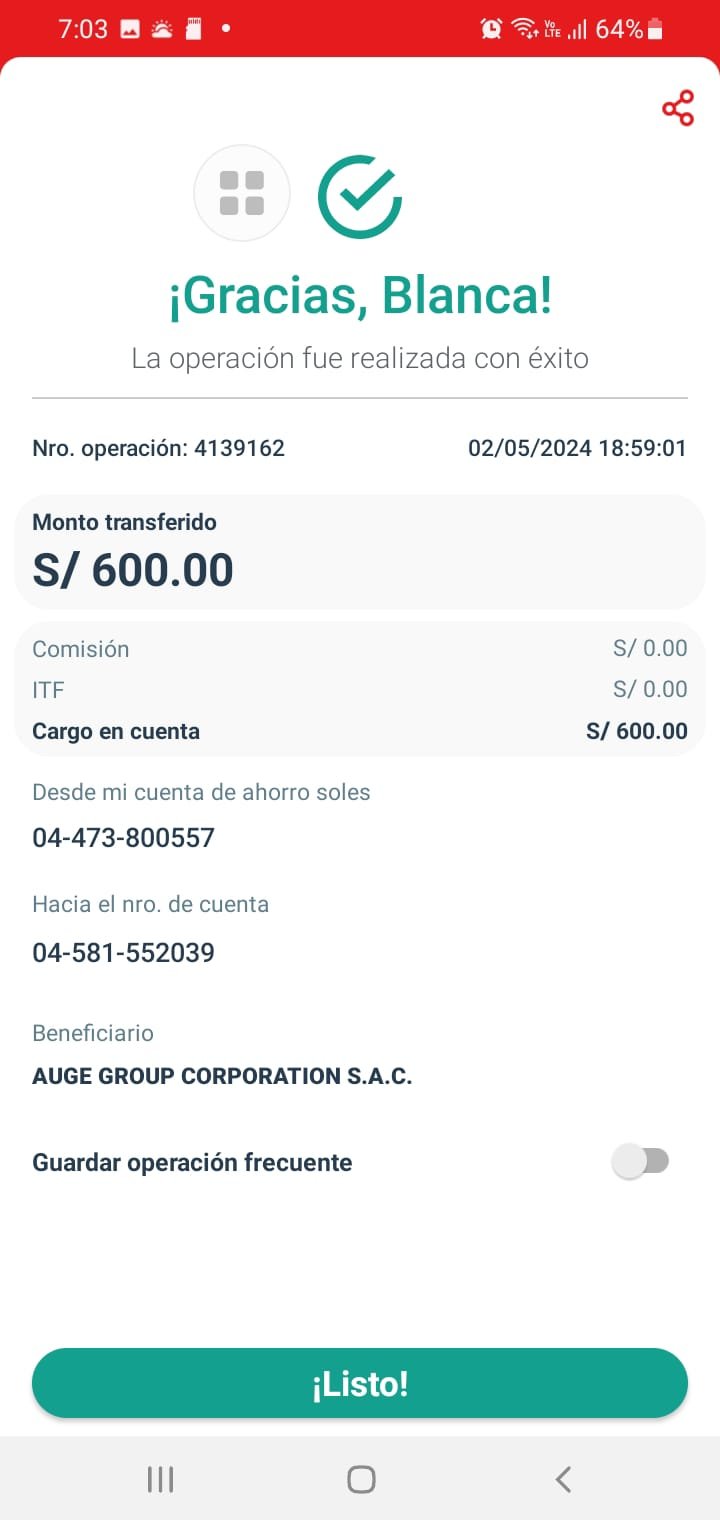 7:03
Vo
LTE
64%
¡Gracias, Blanca!
La operación fue realizada con éxito
Nro. operación: 4139162 02/05/2024 18:59:01
Monto transferido
S/ 600.00
Comisión S/ 0.00
ITF S/ 0.00
Cargo en cuenta S/ 600.00
Desde mi cuenta de ahorro soles
04-473-800557
Hacia el nro. de cuenta
04-581-552039
Beneficiario
AUGE GROUP CORPORATION S.A.C.
Guardar operación frecuente
¡Listo!